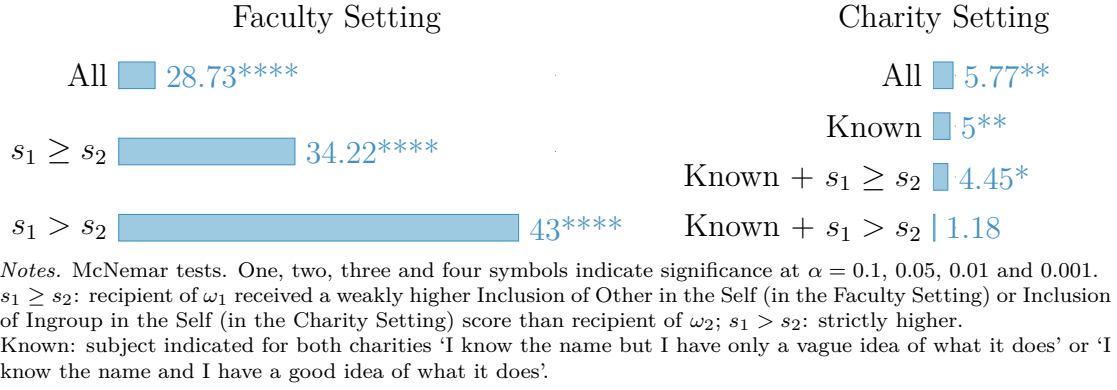 Faculty Setting
All 28.73****
s₁ ≥ s₂ 34.22****
s₁ > s₂ 43****
Charity Setting
All 5.77**
Known 5**
Known + s₁ ≥ s₂ 4.45*
Known + s₁ > s₂ 1.18
Notes. McNemar tests. One, two, three and four symbols indicate significance at α = 0.1, 0.05, 0.01 and 0.001.
s₁ ≥ s₂: recipient of ω₁ received a weakly higher Inclusion of Other in the Self (in the Faculty Setting) or Inclusion
of Ingroup in the Self (in the Charity Setting) score than recipient of ω₂; s₁ > s₂: strictly higher.
Known: subject indicated for both charities ‘I know the name but I have only a vague idea of what it does’ or ‘I
know the name and I have a good idea of what it does’.